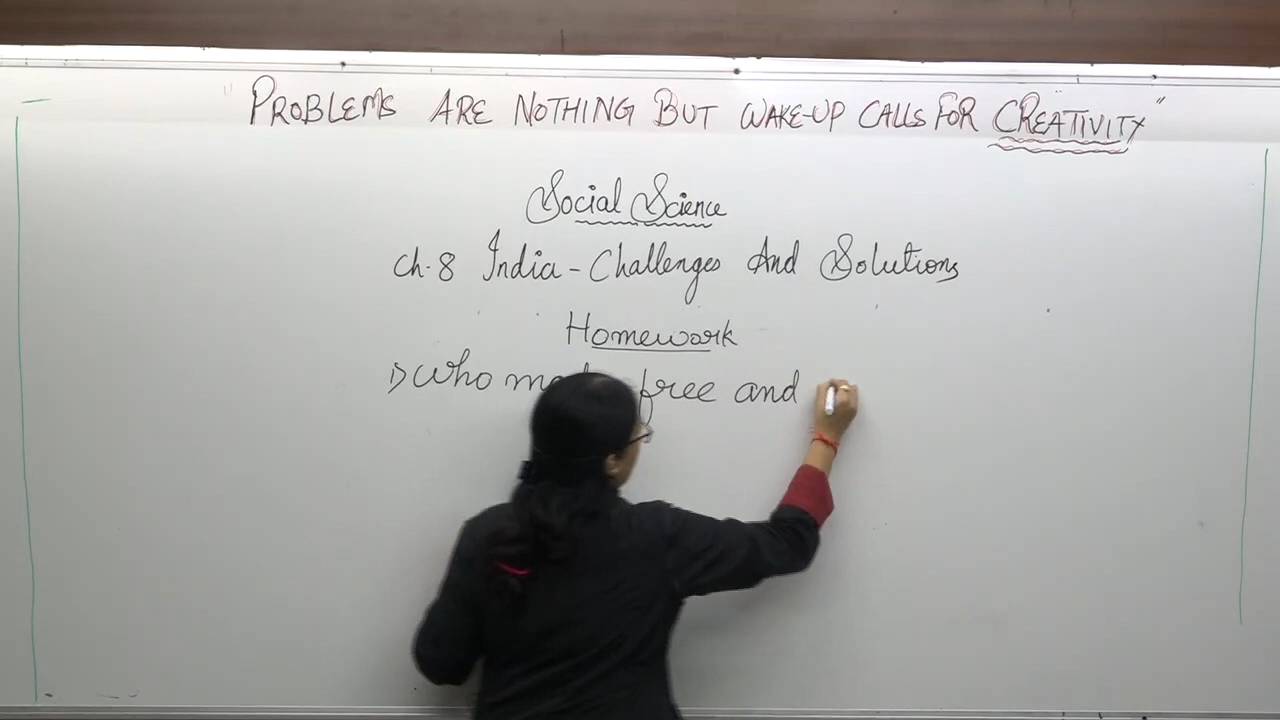 "PROBLEMS ARE NOTHING BUT WAKE-UP CALLS FOR CREATIVITY"
Social Science
Ch. 8 India - Challenges And Solutions
Homework
1) Who free and